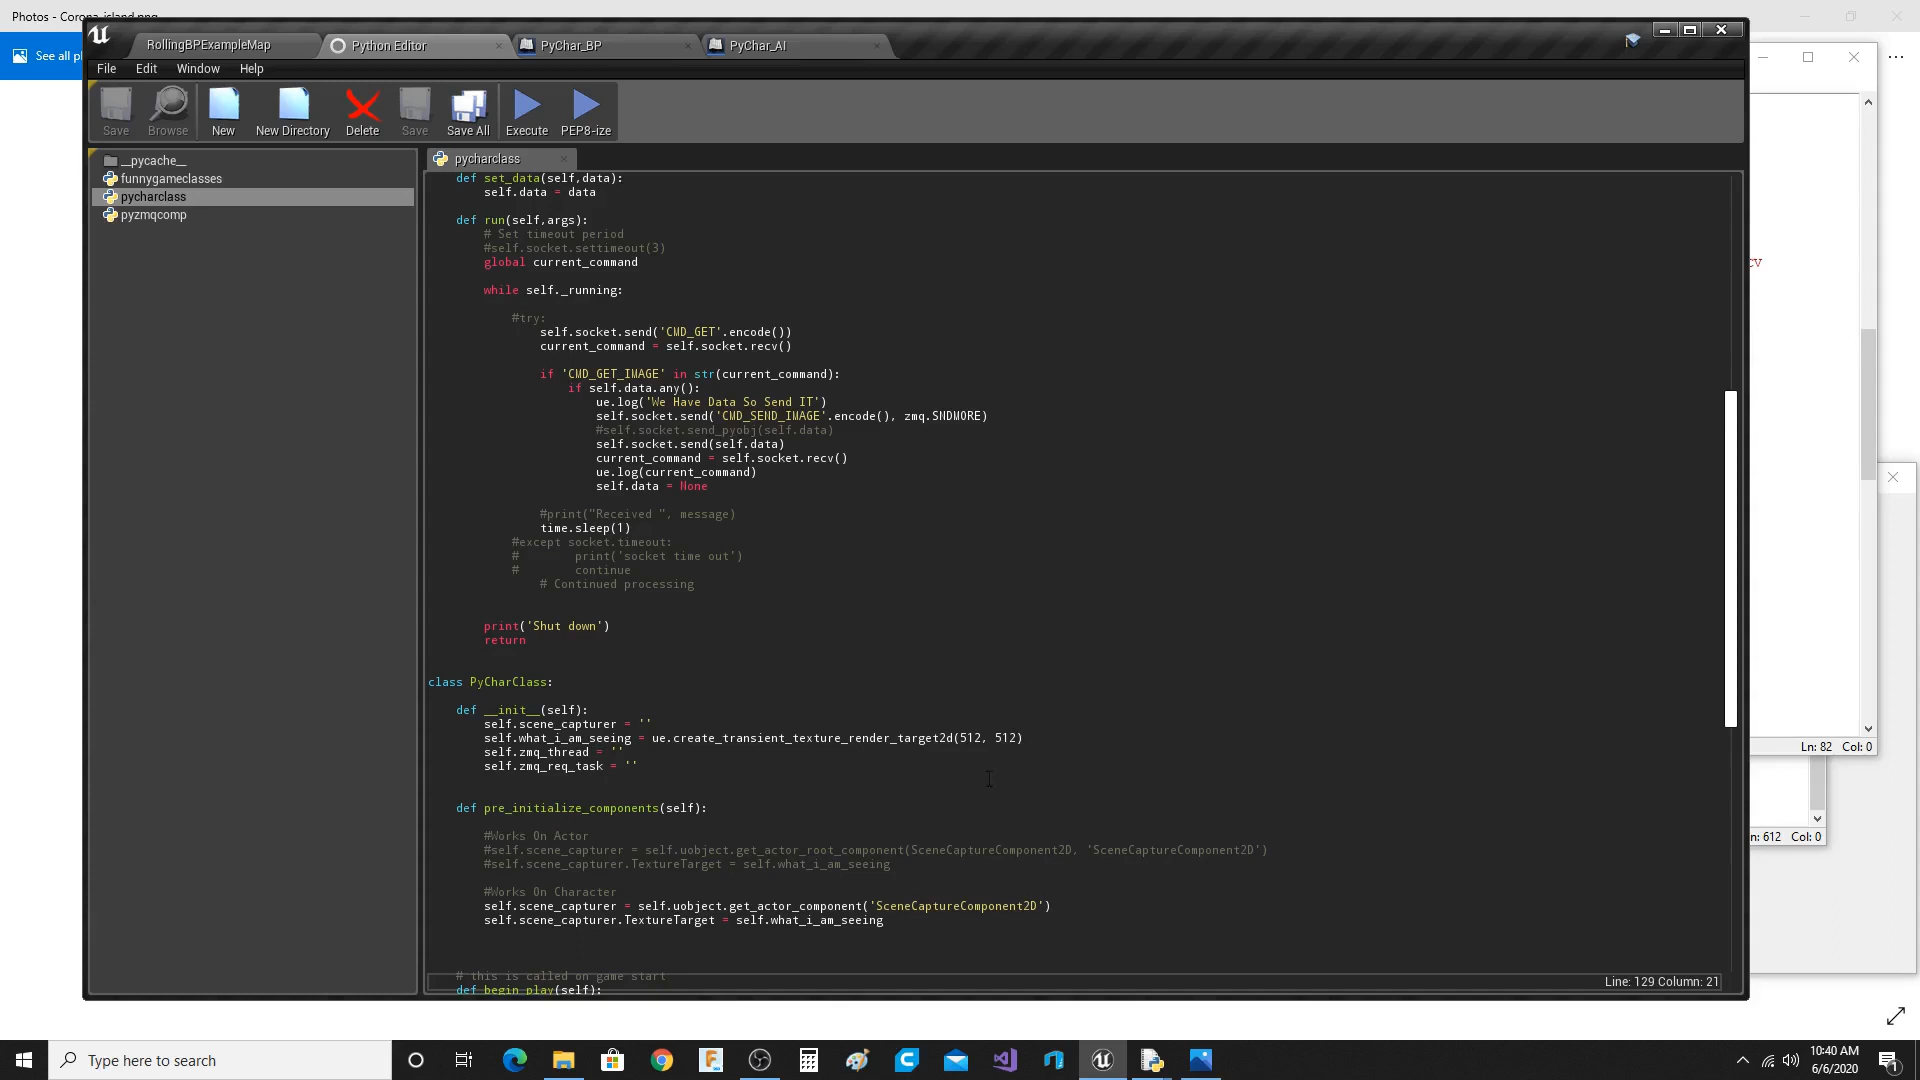 Photos - Corona_island.png
See all p
RollingBPExampleMap
Python Editor
PyChar_BP
PyChar_AI
File Edit Window Help
Save Browse New New Directory Delete Save Save All Execute PEP8-ize
__pycache__
funnygameclasses
pycharclass
pyzmqcomp
pycharclass
def set_data(self,data):
self.data = data
def run(self,args):
# Set timeout period
#self.socket.settimeout(3)
global current_command
while self._running:
#try:
self.socket.send('CMD_GET'.encode())
current_command = self.socket.recv()
if 'CMD_GET_IMAGE' in str(current_command):
if self.data.any():
ue.log('We Have Data So Send IT')
self.socket.send('CMD_SEND_IMAGE'.encode(), zmq.SNDMORE)
#self.socket.send_pyobj(self.data)
self.socket.send(self.data)
current_command = self.socket.recv()
ue.log(current_command)
self.data = None
#print("Received ", message)
time.sleep(1)
#except socket.timeout:
# print('socket time out')
# continue
# Continued processing
print('Shut down')
return
class PyCharClass:
def __init__(self):
self.scene_capturer = ''
self.what_i_am_seeing = ue.create_transient_texture_render_target2d(512, 512)
self.zmq_thread = ''
self.zmq_req_task = ''
def pre_initialize_components(self):
#Works On Actor
#self.scene_capturer = self.uobject.get_actor_root_component(SceneCaptureComponent2D, 'SceneCaptureComponent2D')
#self.scene_capturer.TextureTarget = self.what_i_am_seeing
#Works On Character
self.scene_capturer = self.uobject.get_actor_component('SceneCaptureComponent2D')
self.scene_capturer.TextureTarget = self.what_i_am_seeing
# this is called on game start
def begin_play(self):
Line: 129 Column: 21
cv
Ln: 82 Col: 0
n: 612 Col: 0
Type here to search
10:40 AM
6/6/2020
1